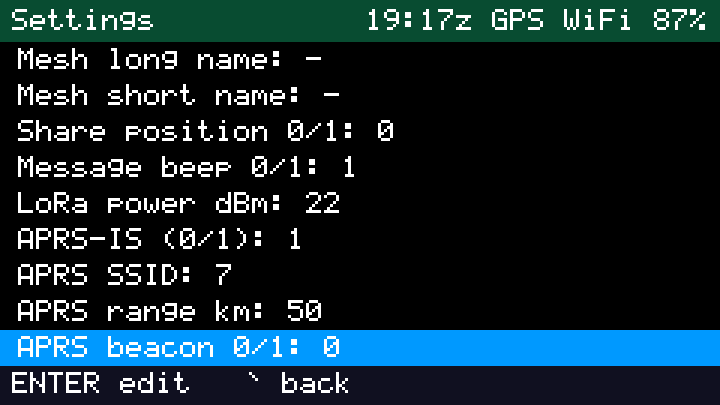 Settings 19:17z GPS WiFi 87%
Mesh long name: -
Mesh short name: -
Share position 0/1: 0
Message beep 0/1: 1
LoRa power dBm: 22
APRS-IS (0/1): 1
APRS SSID: 7
APRS range km: 50
APRS beacon 0/1: 0
ENTER edit ` back